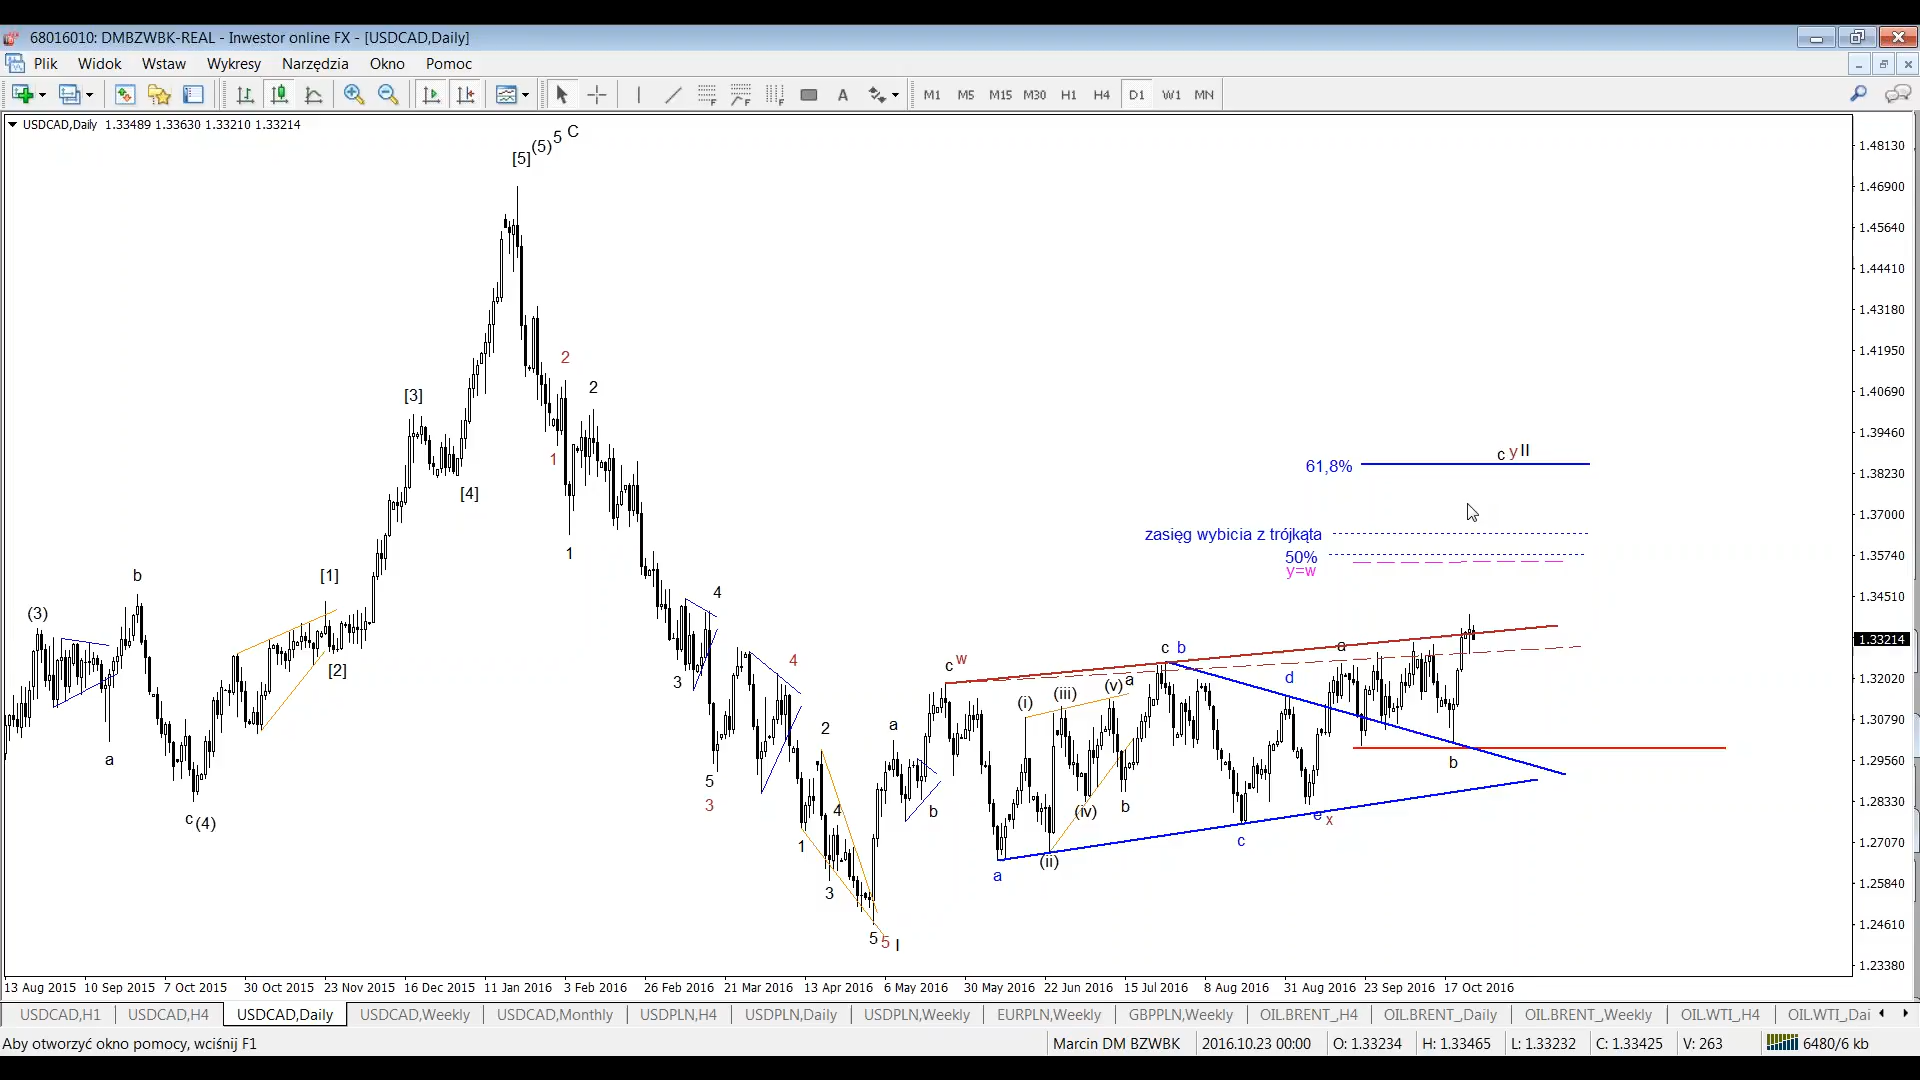 68016010: DMBZWBK-REAL - Inwestor online FX - [USDCAD,Daily]
Plik Widok Wstaw Wykresy Narzędzia Okno Pomoc
M1 M5 M15 M30 H1 H4 D1 W1 MN
USDCAD,Daily 1.33489 1.33630 1.33210 1.33214
[5] (5) 5 C
1.48130
1.46900
1.45640
1.44410
1.43180
1.41950
1.40690
1.39460
1.38230
1.37000
1.35740
1.34510
1.33214
1.32020
1.30790
1.29560
1.28330
1.27070
1.25840
1.24610
1.23380
2
2
[3]
1
[4]
1
c y II
61,8%
zasięg wybicia z trójkąta
50%
y=w
b
[1]
4
(3)
[2]
4
3
c w
c b
a
d
(i)
(iii)
(v) a
2
a
a
5
3
b
c (4)
4
b
(iv)
b
b
e x
1
3
a
(ii)
c
5 5 I
13 Aug 2015 10 Sep 2015 7 Oct 2015 30 Oct 2015 23 Nov 2015 16 Dec 2015 11 Jan 2016 3 Feb 2016 26 Feb 2016 21 Mar 2016 13 Apr 2016 6 May 2016 30 May 2016 22 Jun 2016 15 Jul 2016 8 Aug 2016 31 Aug 2016 23 Sep 2016 17 Oct 2016
USDCAD,H1 USDCAD,H4 USDCAD,Daily USDCAD,Weekly USDCAD,Monthly USDPLN,H4 USDPLN,Daily USDPLN,Weekly EURPLN,Weekly GBPPLN,Weekly OIL.BRENT_,H4 OIL.BRENT_,Daily OIL.BRENT_,Weekly OIL.WTI_,H4 OIL.WTI_,Dai
Aby otworzyć okno pomocy, wciśnij F1 Marcin DM BZWBK 2016.10.23 00:00 O: 1.33234 H: 1.33465 L: 1.33232 C: 1.33425 V: 263 6480/6 kb